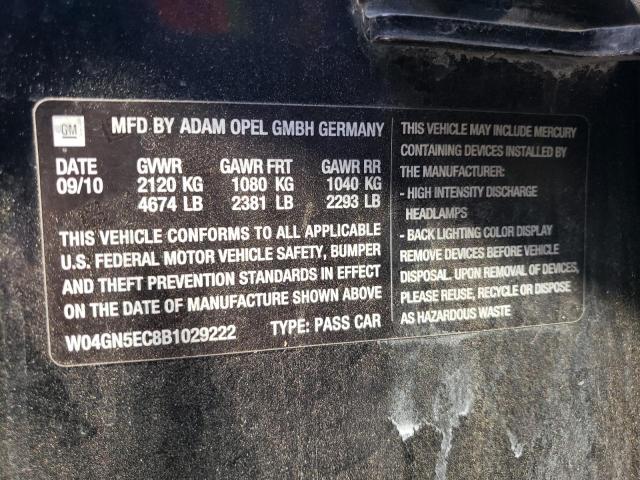 GM
MFD BY ADAM OPEL GMBH GERMANY
DATE GVWR GAWR FRT GAWR RR
09/10 2120 KG 1080 KG 1040 KG
4674 LB 2381 LB 2293 LB
THIS VEHICLE CONFORMS TO ALL APPLICABLE
U.S. FEDERAL MOTOR VEHICLE SAFETY, BUMPER
AND THEFT PREVENTION STANDARDS IN EFFECT
ON THE DATE OF MANUFACTURE SHOWN ABOVE
W04GN5EC8B1029222 TYPE: PASS CAR
THIS VEHICLE MAY INCLUDE MERCURY
CONTAINING DEVICES INSTALLED BY
THE MANUFACTURER:
- HIGH INTENSITY DISCHARGE
HEADLAMPS
- BACK LIGHTING COLOR DISPLAY
REMOVE DEVICES BEFORE VEHICLE
DISPOSAL. UPON REMOVAL OF DEVICES,
PLEASE REUSE, RECYCLE OR DISPOSE
AS HAZARDOUS WASTE